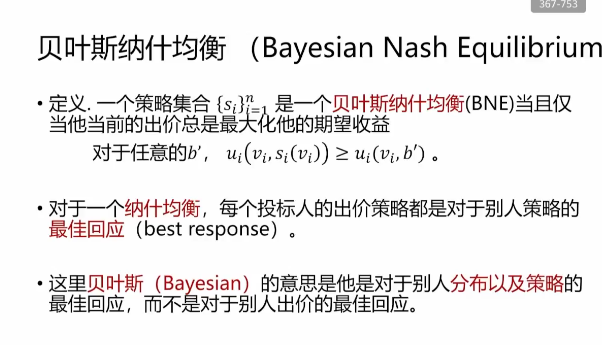 367-753
贝叶斯纳什均衡 （Bayesian Nash Equilibrium
• 定义. 一个策略集合 {s_i}_{i=1}^n 是一个贝叶斯纳什均衡(BNE)当且仅
当他当前的出价总是最大化他的期望收益
对于任意的b', u_i(v_i, s_i(v_i)) ≥ u_i(v_i, b') 。
• 对于一个纳什均衡，每个投标人的出价策略都是对于别人策略的
最佳回应（best response）。
• 这里贝叶斯（Bayesian）的意思是他是对于别人分布以及策略的
最佳回应，而不是对于别人出价的最佳回应。